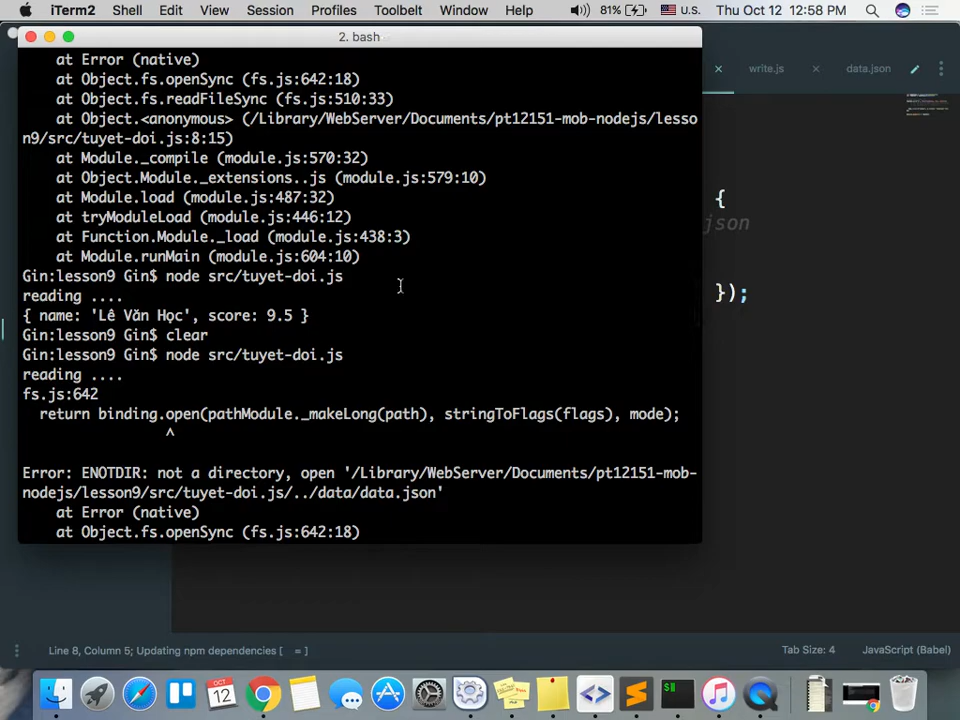 iTerm2 Shell Edit View Session Profiles Toolbelt Window Help 81% U.S. Thu Oct 12 12:58 PM
2. bash
write.js data.json
at Error (native)
at Object.fs.openSync (fs.js:642:18)
at Object.fs.readFileSync (fs.js:510:33)
at Object.<anonymous> (/Library/WebServer/Documents/pt12151-mob-nodejs/lesso
n9/src/tuyet-doi.js:8:15)
at Module._compile (module.js:570:32)
at Object.Module._extensions..js (module.js:579:10)
at Module.load (module.js:487:32)
at tryModuleLoad (module.js:446:12)
at Function.Module._load (module.js:438:3)
at Module.runMain (module.js:604:10)
Gin:lesson9 Gin$ node src/tuyet-doi.js
reading ....
{ name: 'Lê Văn Học', score: 9.5 }
Gin:lesson9 Gin$ clear
Gin:lesson9 Gin$ node src/tuyet-doi.js
reading ....
fs.js:642
return binding.open(pathModule._makeLong(path), stringToFlags(flags), mode);
^
Error: ENOTDIR: not a directory, open '/Library/WebServer/Documents/pt12151-mob-
nodejs/lesson9/src/tuyet-doi.js/../data/data.json'
at Error (native)
at Object.fs.openSync (fs.js:642:18)
{
json
});
Line 8, Column 5; Updating npm dependencies [ = ] Tab Size: 4 JavaScript (Babel)
OCT
12
$